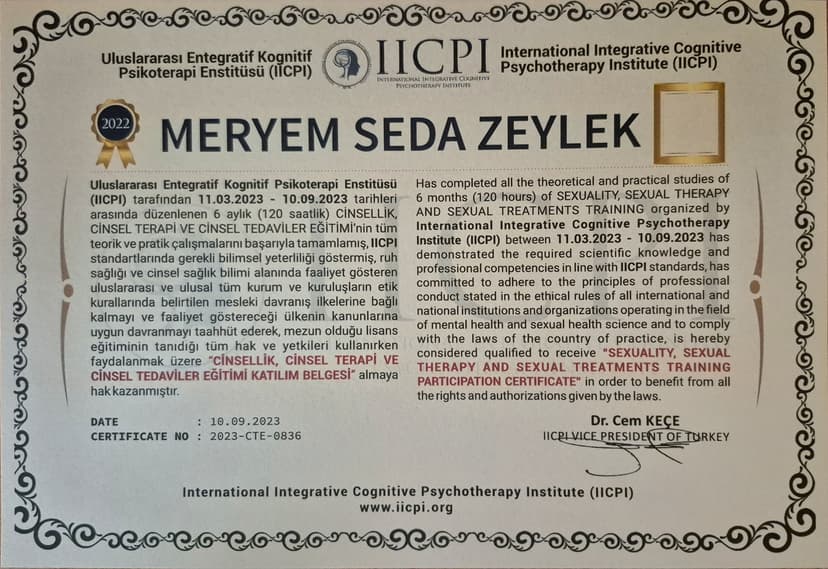 Uluslararası Entegratif Kognitif
Psikoterapi Enstitüsü (IICPI)
IICPI
INTERNATIONAL INTEGRATIVE COGNITIVE
PSYCHOTHERAPY INSTITUTE
International Integrative Cognitive
Psychotherapy Institute (IICPI)
2022
MERYEM SEDA ZEYLEK
Uluslararası Entegratif Kognitif Psikoterapi Enstitüsü
(IICPI) tarafından 11.03.2023 - 10.09.2023 tarihleri
arasında düzenlenen 6 aylık (120 saatlik) CİNSELLİK,
CİNSEL TERAPİ VE CİNSEL TEDAVİLER EĞİTİMİ'nin tüm
teorik ve pratik çalışmalarını başarıyla tamamlamış, IICPI
standartlarında gerekli bilimsel yeterliliği göstermiş, ruh
sağlığı ve cinsel sağlık bilimi alanında faaliyet gösteren
uluslararası ve ulusal tüm kurum ve kuruluşların etik
kurallarında belirtilen mesleki davranış ilkelerine bağlı
kalmayı ve faaliyet göstereceği ülkenin kanunlarına
uygun davranmayı taahhüt ederek, mezun olduğu lisans
eğitiminin tanıdığı tüm hak ve yetkileri kullanırken
faydalanmak üzere "CİNSELLİK, CİNSEL TERAPİ VE
CİNSEL TEDAVİLER EĞİTİMİ KATILIM BELGESİ" almaya
hak kazanmıştır.
Has completed all the theoretical and practical studies of
6 months (120 hours) of SEXUALITY, SEXUAL THERAPY
AND SEXUAL TREATMENTS TRAINING organized by
International Integrative Cognitive Psychotherapy
Institute (IICPI) between 11.03.2023 - 10.09.2023 has
demonstrated the required scientific knowledge and
professional competencies in line with IICPI standards, has
committed to adhere to the principles of professional
conduct stated in the ethical rules of all international and
national institutions and organizations operating in the field
of mental health and sexual health science and to comply
with the laws of the country of practice, is hereby
considered qualified to receive "SEXUALITY, SEXUAL
THERAPY AND SEXUAL TREATMENTS TRAINING
PARTICIPATION CERTIFICATE" in order to benefit from all
the rights and authorizations given by the laws.
DATE : 10.09.2023
CERTIFICATE NO : 2023-CTE-0836
Dr. Cem KEÇE
IICPI VICE PRESIDENT OF TURKEY
International Integrative Cognitive Psychotherapy Institute (IICPI)
www.iicpi.org